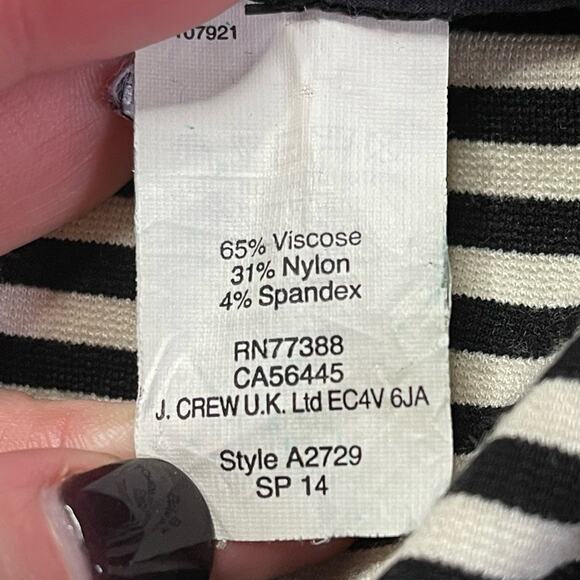 107921
65% Viscose
31% Nylon
4% Spandex
RN77388
CA56445
J. CREW U.K. Ltd EC4V 6JA
Style A2729
SP 14